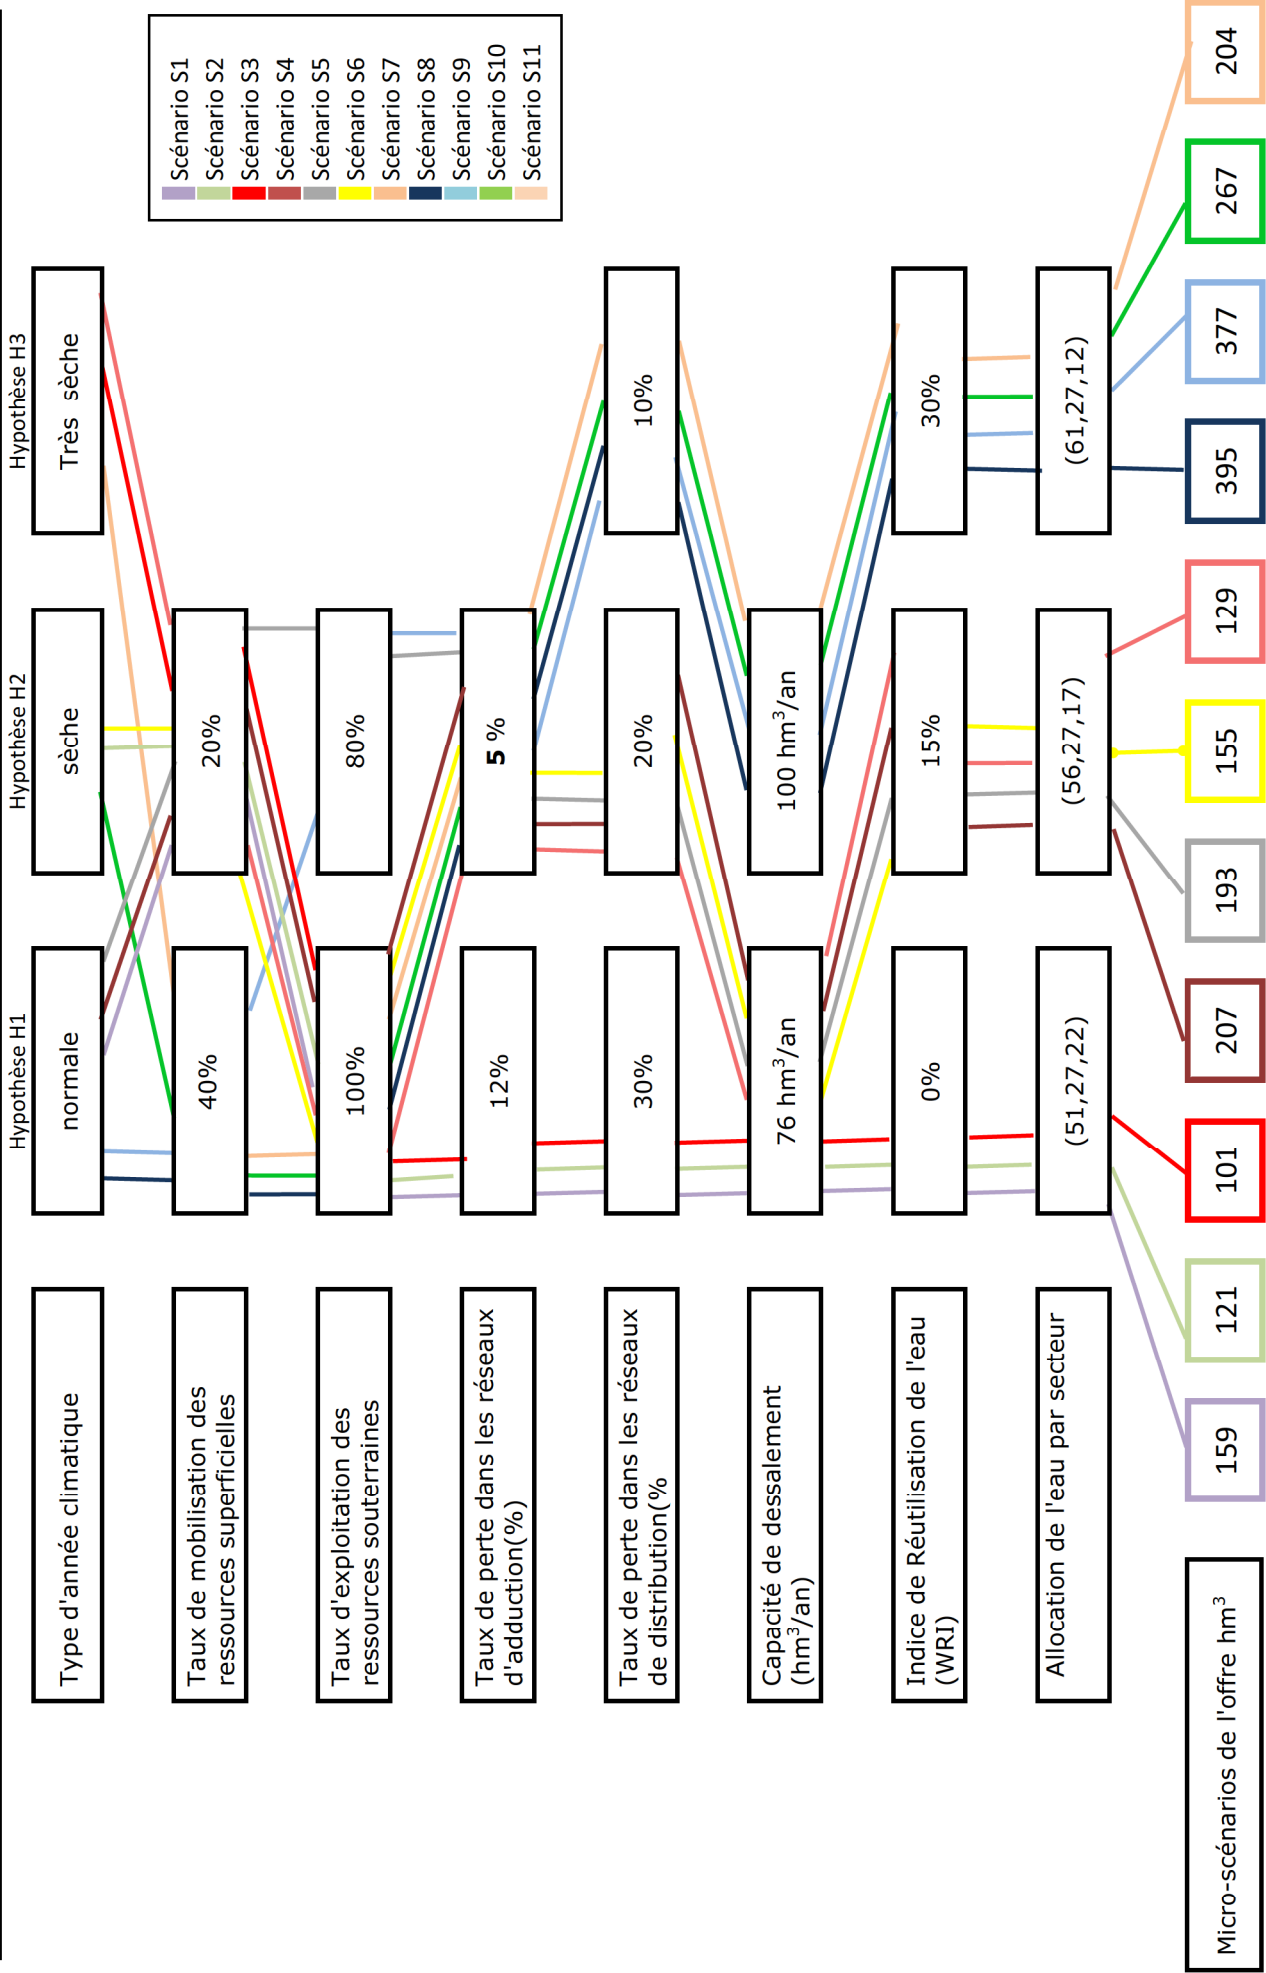 Hypothèse H1
Hypothèse H2
Hypothèse H3
Type d'année climatique
normale
sèche
Très sèche
Taux de mobilisation des
ressources superficielles
40%
20%
Taux d'exploitation des
ressources souterraines
100%
80%
Taux de perte dans les réseaux
d'adduction(%)
12%
5 %
Taux de perte dans les réseaux
de distribution(%
30%
20%
10%
Capacité de dessalement
(hm³/an)
76 hm³/an
100 hm³/an
Indice de Réutilisation de l'eau
(WRI)
0%
15%
30%
Allocation de l'eau par secteur
(51,27,22)
(56,27,17)
(61,27,12)
Micro-scénarios de l'offre hm³
159
121
101
207
193
155
129
395
377
267
204
Scénario S1
Scénario S2
Scénario S3
Scénario S4
Scénario S5
Scénario S6
Scénario S7
Scénario S8
Scénario S9
Scénario S10
Scénario S11